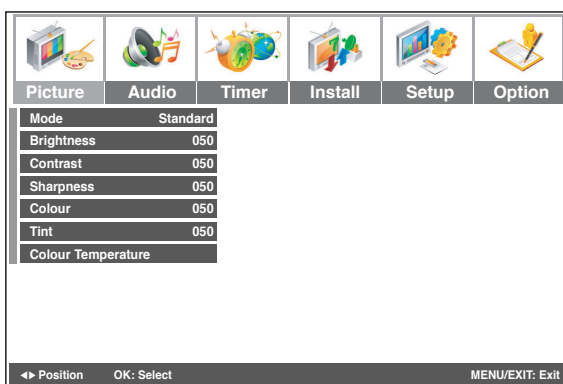 Picture Audio Timer Install Setup Option
Mode Standard
Brightness 050
Contrast 050
Sharpness 050
Colour 050
Tint 050
Colour Temperature
◀▶ Position OK: Select MENU/EXIT: Exit